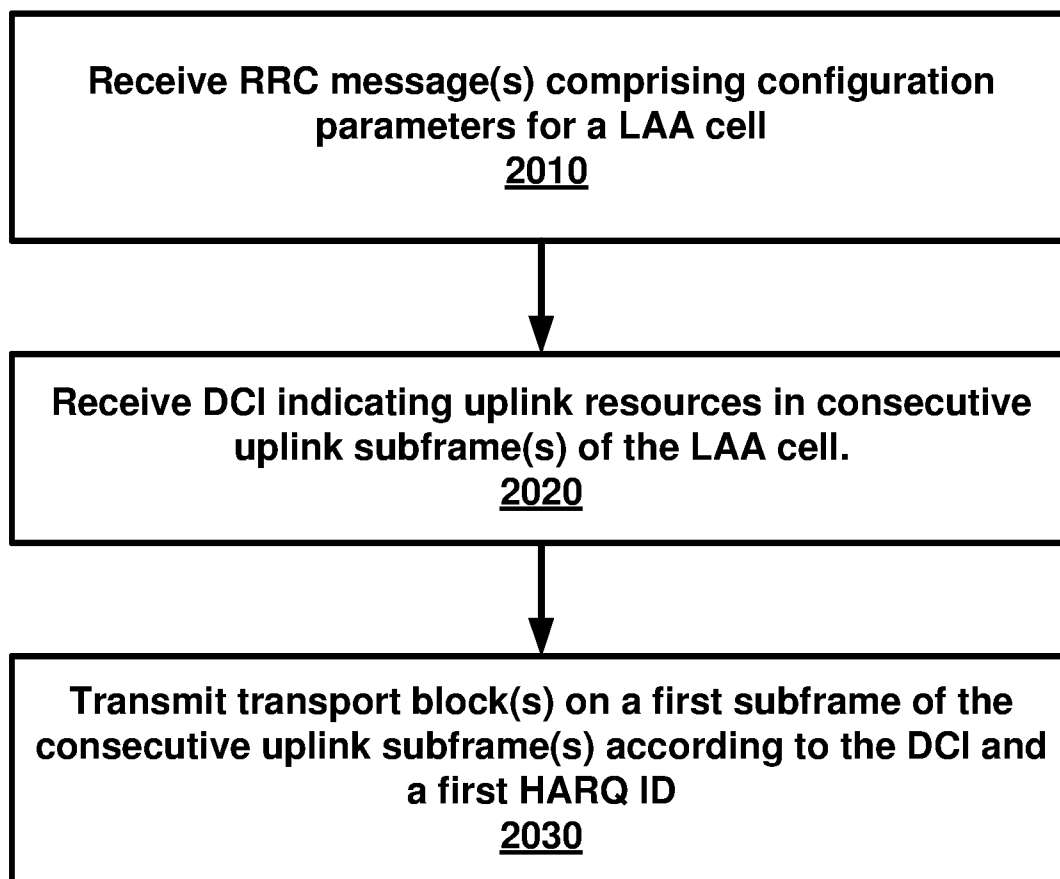 Receive RRC message(s) comprising configuration
parameters for a LAA cell
2010
Receive DCI indicating uplink resources in consecutive
uplink subframe(s) of the LAA cell.
2020
Transmit transport block(s) on a first subframe of the
consecutive uplink subframe(s) according to the DCI and
a first HARQ ID
2030